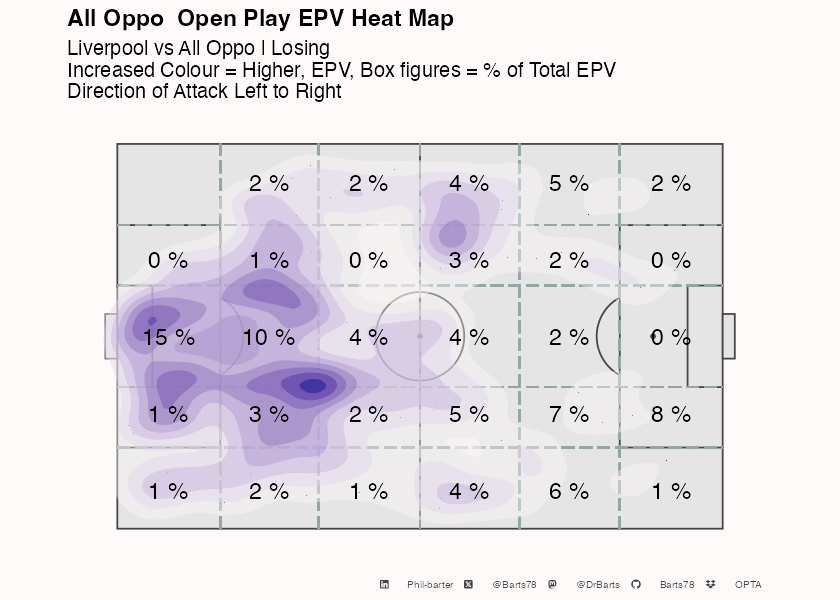 All Oppo  Open Play EPV Heat Map
Liverpool vs All Oppo | Losing
Increased Colour = Higher, EPV, Box figures = % of Total EPV
Direction of Attack Left to Right
2 % 2 % 4 % 5 % 2 %
0 % 1 % 0 % 3 % 2 % 0 %
15 % 10 % 4 % 4 % 2 % 0 %
1 % 3 % 2 % 5 % 7 % 8 %
1 % 2 % 1 % 4 % 6 % 1 %
Phil-barter @Barts78 @DrBarts Barts78 OPTA